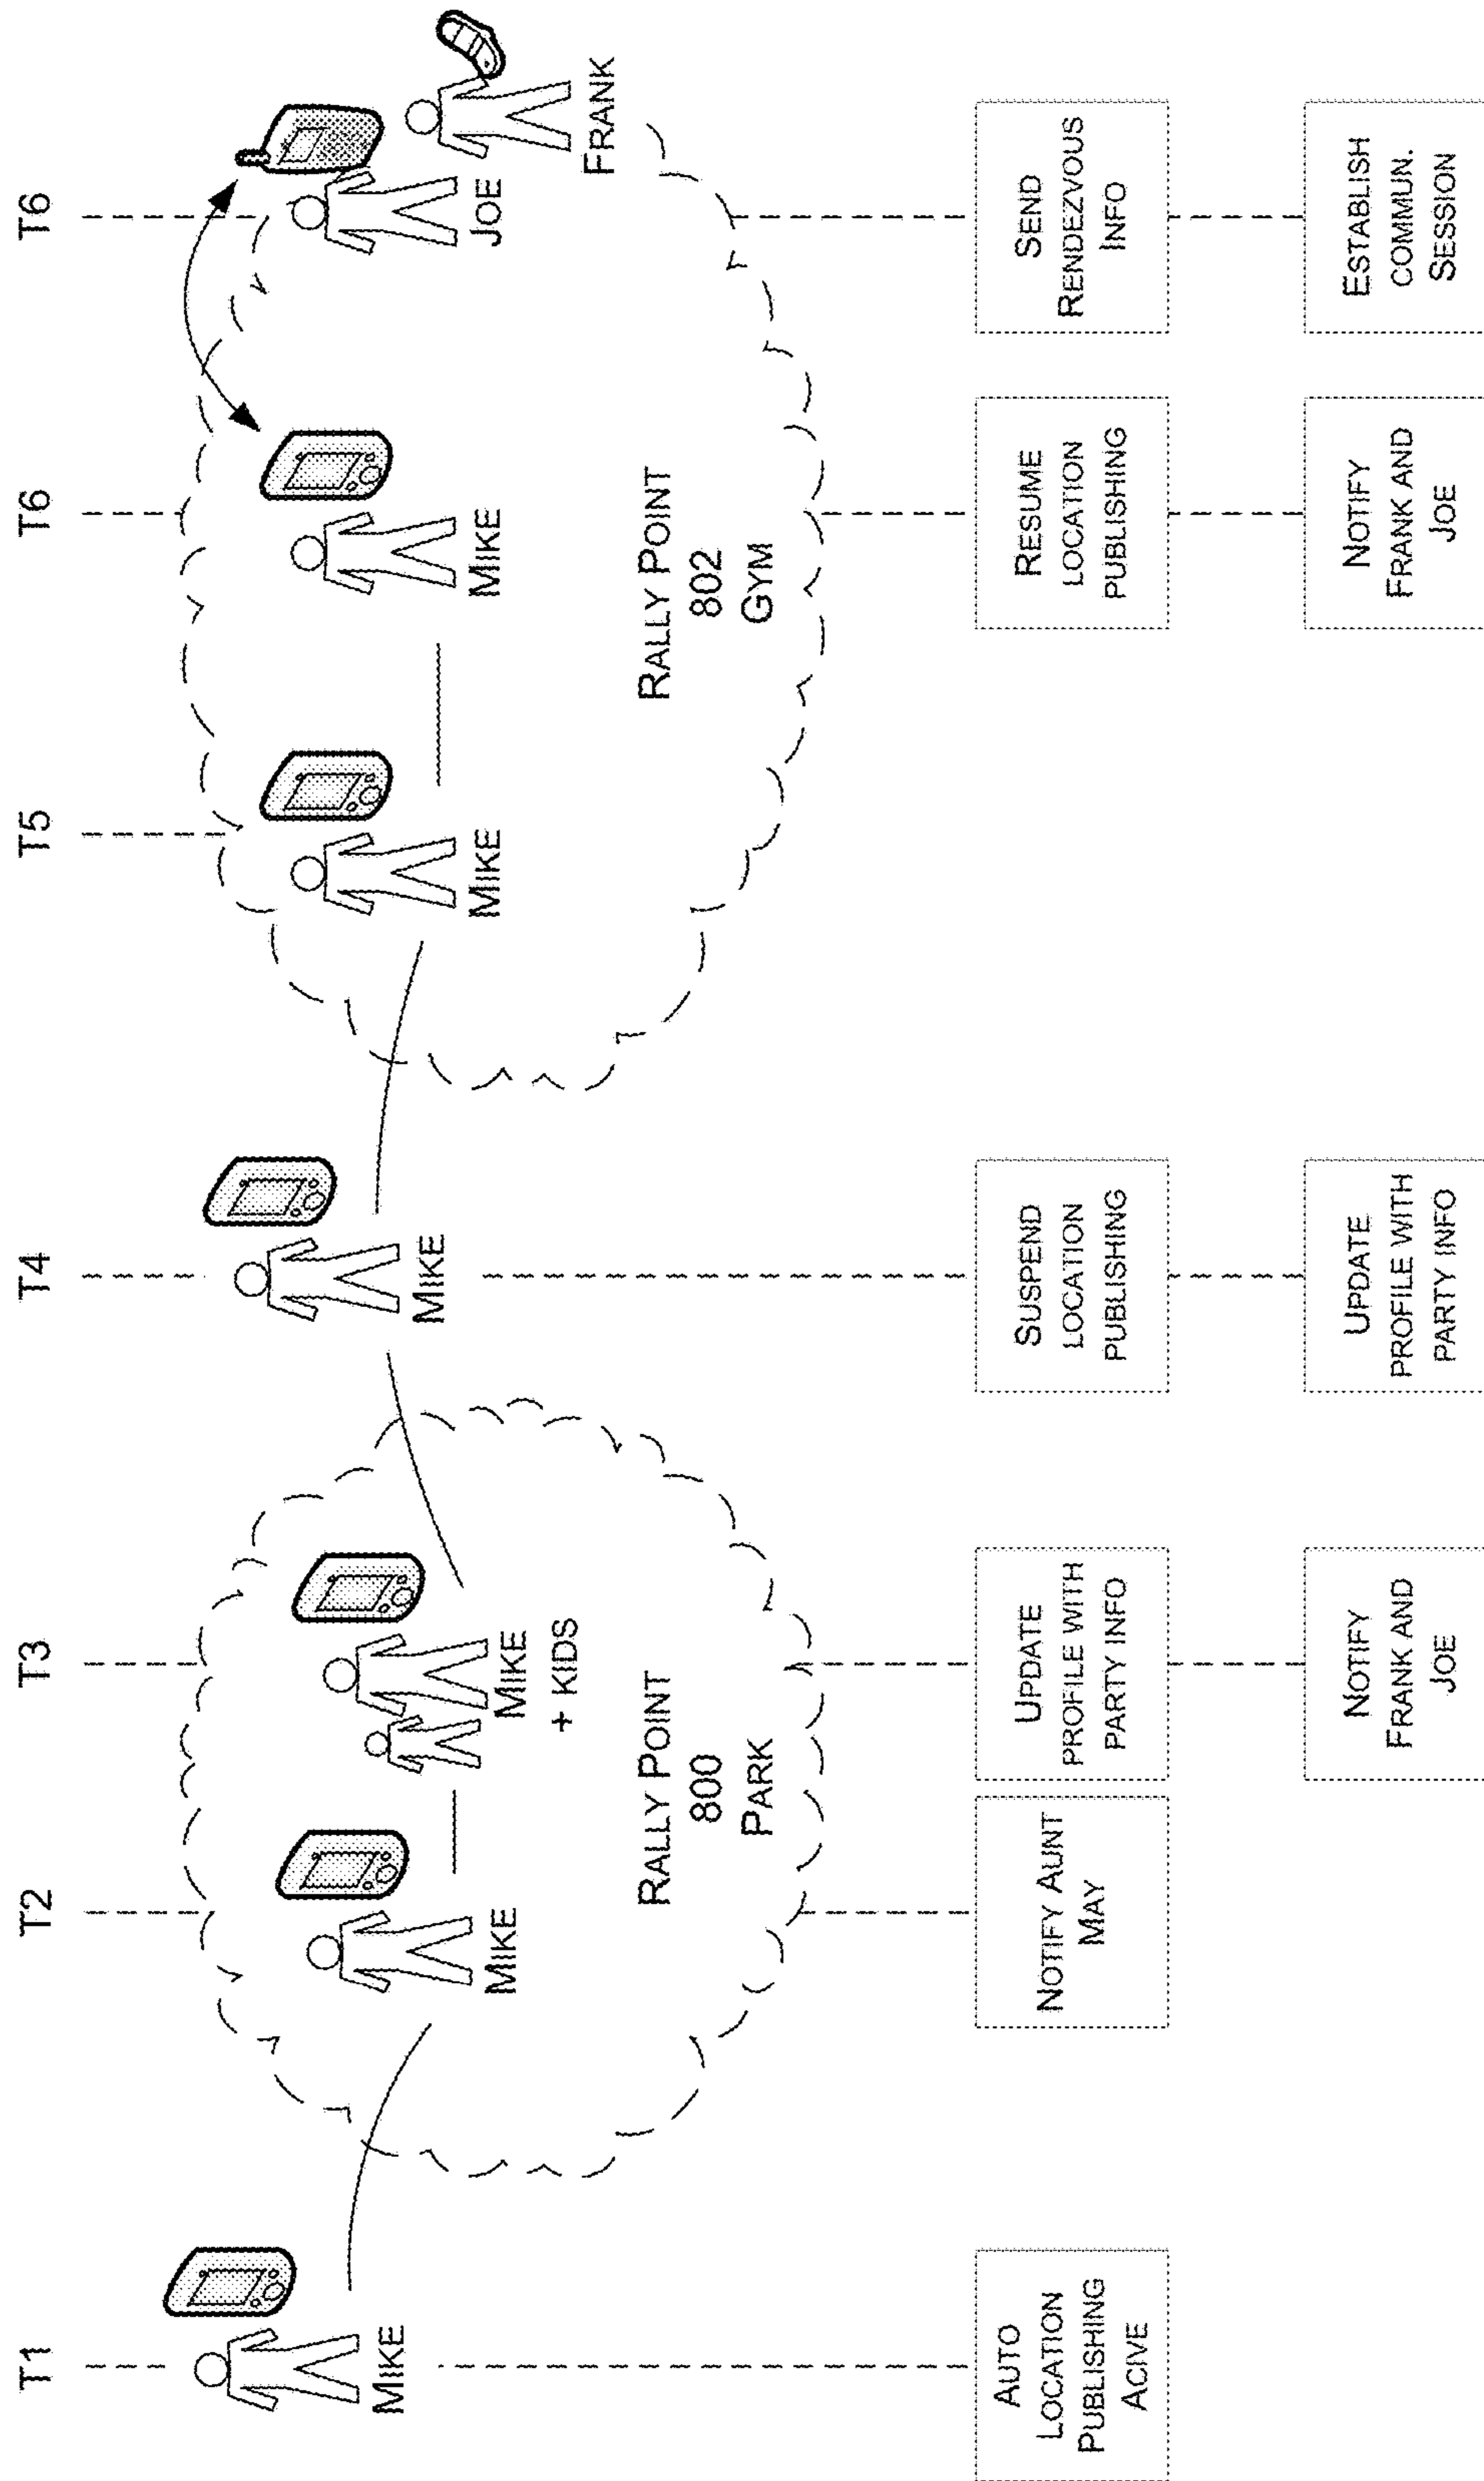 T1
T2
T3
T4
T5
T6
T6
MIKE
MIKE
MIKE
+ KIDS
MIKE
MIKE
MIKE
JOE
FRANK
RALLY POINT
800
PARK
RALLY POINT
802
GYM
AUTO
LOCATION
PUBLISHING
ACIVE
NOTIFY AUNT
MAY
UPDATE
PROFILE WITH
PARTY INFO
NOTIFY
FRANK AND
JOE
SUSPEND
LOCATION
PUBLISHING
UPDATE
PROFILE WITH
PARTY INFO
RESUME
LOCATION
PUBLISHING
NOTIFY
FRANK AND
JOE
SEND
RENDEZVOUS
INFO
ESTABLISH
COMMUN.
SESSION